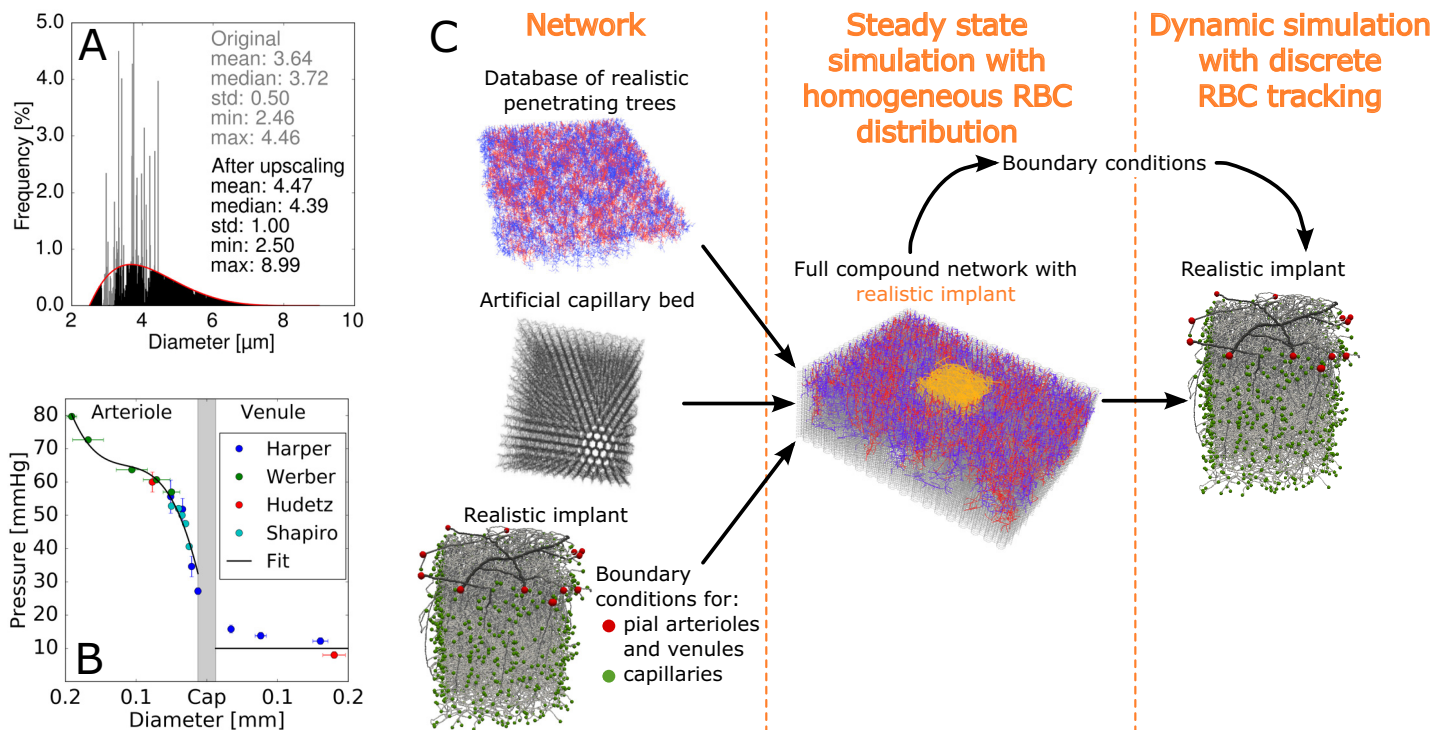 A
5.0
4.0
3.0
2.0
1.0
0.0
Frequency [%]
2
4
6
8
10
Diameter [µm]
Original
mean: 3.64
median: 3.72
std: 0.50
min: 2.46
max: 4.46
After upscaling
mean: 4.47
median: 4.39
std: 1.00
min: 2.50
max: 8.99
B
80
70
60
50
40
30
20
10
Pressure [mmHg]
Arteriole
Venule
Harper
Werber
Hudetz
Shapiro
Fit
0.2
0.1
Cap
0.1
0.2
Diameter [mm]
C
Network
Database of realistic
penetrating trees
Artificial capillary bed
Realistic implant
Boundary
conditions for:
pial arterioles
and venules
capillaries
Steady state
simulation with
homogeneous RBC
distribution
Boundary conditions
Full compound network with
realistic implant
Dynamic simulation
with discrete
RBC tracking
Realistic implant